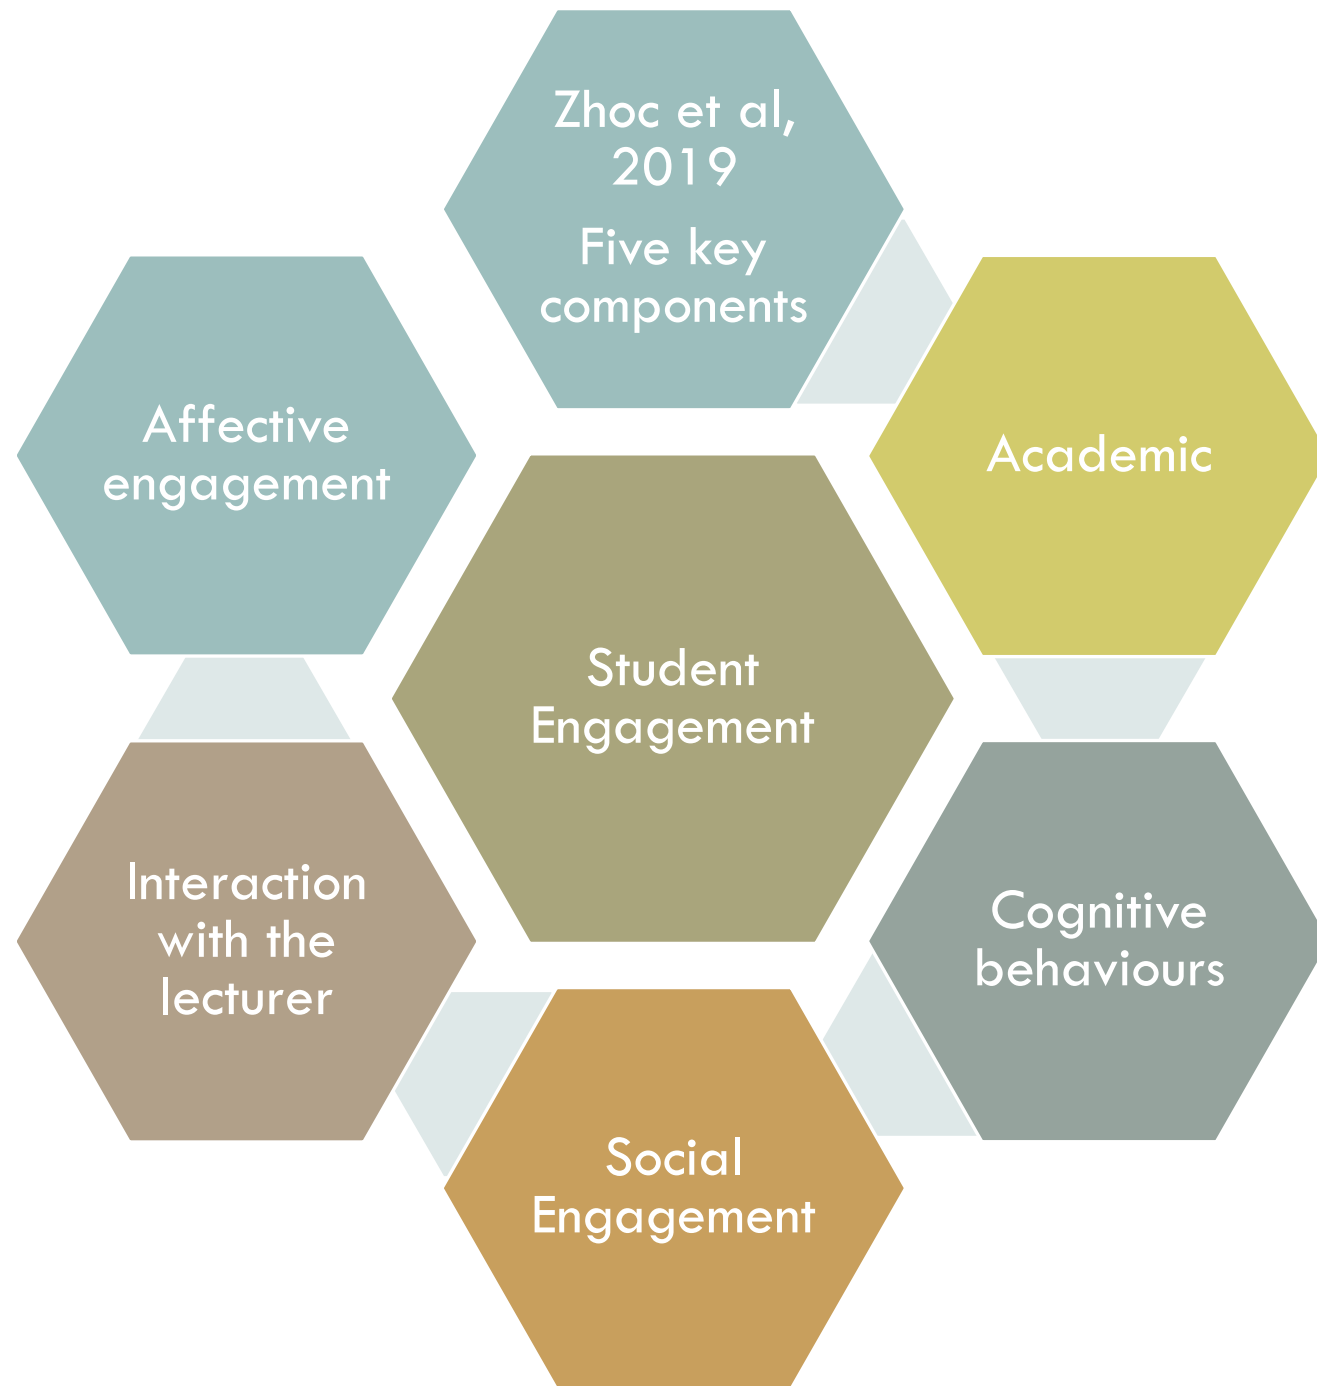 Zhoc et al,
2019
Five key
components
Academic
Cognitive
behaviours
Social
Engagement
Interaction
with the
lecturer
Affective
engagement
Student
Engagement